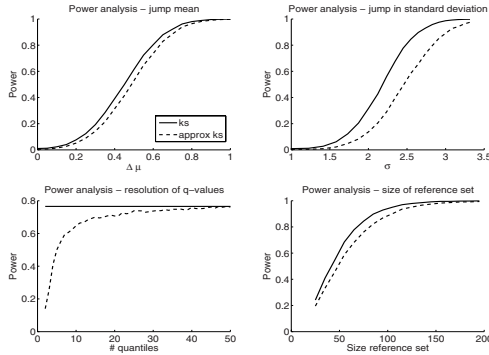 Power analysis – jump mean
Power
1
0.8
0.6
0.4
0.2
0
0 0.2 0.4 0.6 0.8 1
Δ μ
ks
approx ks
Power analysis – jump in standard deviation
Power
1
0.8
0.6
0.4
0.2
0
1 1.5 2 2.5 3 3.5
σ
Power analysis – resolution of q-values
Power
0.8
0.6
0.4
0.2
0
0 10 20 30 40 50
# quantiles
Power analysis – size of reference set
Power
1
0.8
0.6
0.4
0.2
0
0 50 100 150 200
Size reference set